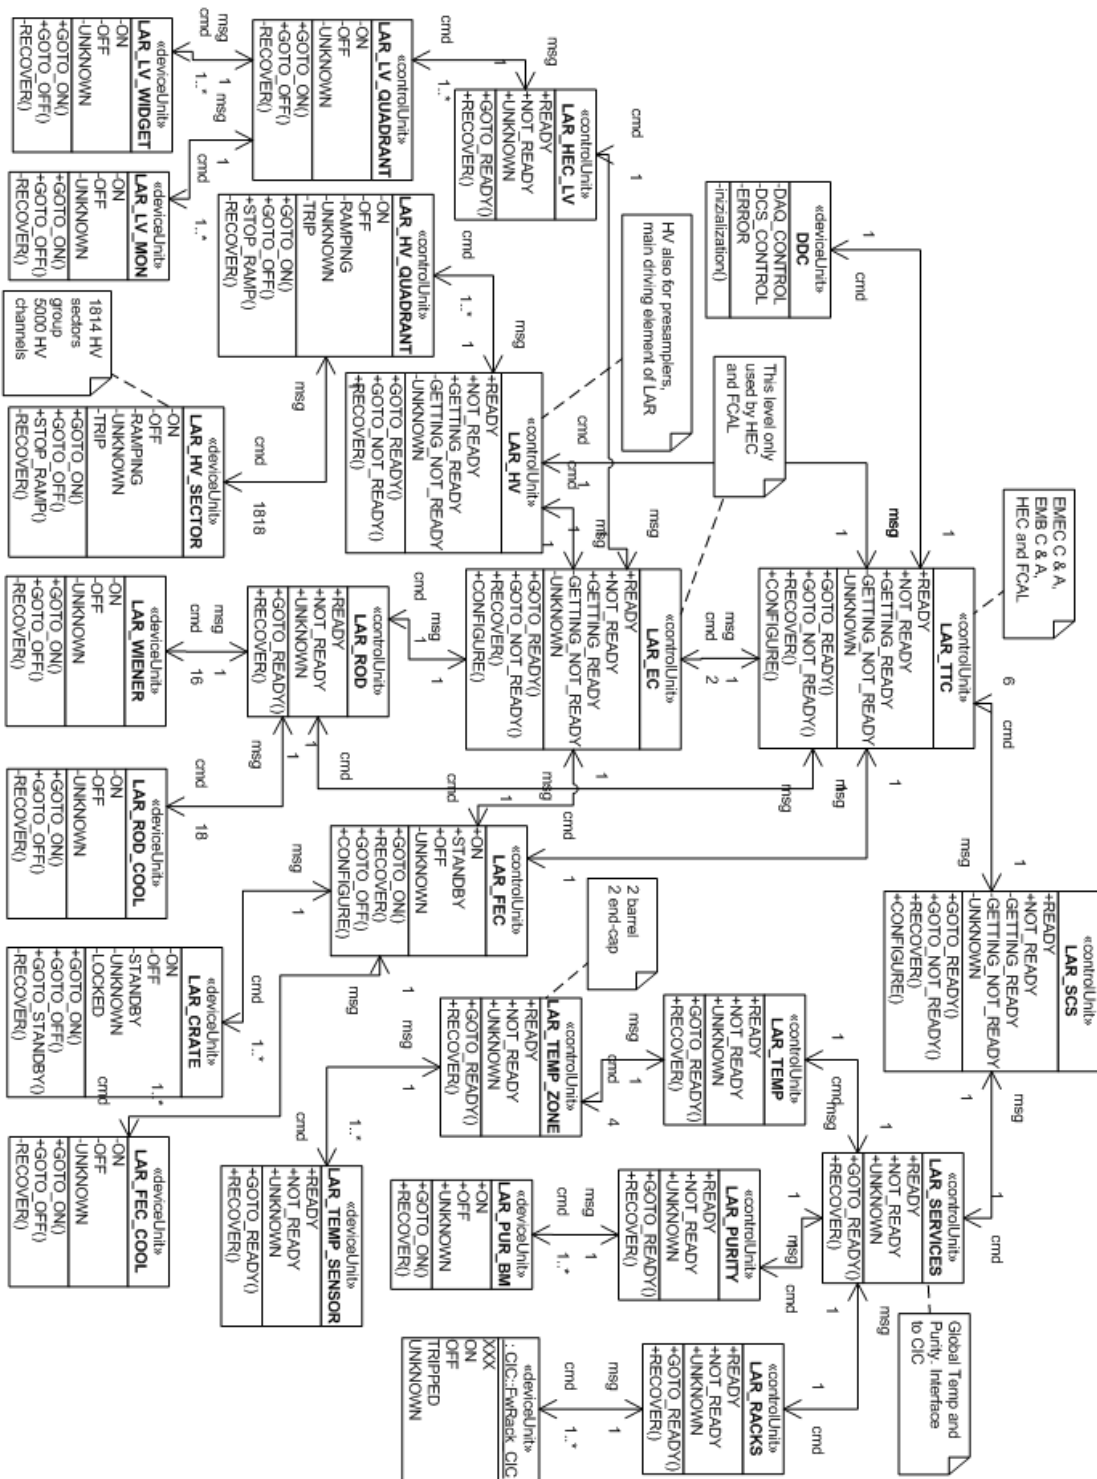 «controlUnit»
LAR_SCS
+READY
+NOT_READY
-GETTING_READY
-GETTING_NOT_READY
-UNKNOWN
+GOTO_READY()
+GOTO_NOT_READY()
+RECOVER()
+CONFIGURE()
EMEC C & A,
EMB C & A,
HEC and FCAL
«deviceUnit»
DDC
-DAQ_CONTROL
-DCS_CONTROL
-ERROR
-inizialization()
«controlUnit»
LAR_TTC
+READY
+NOT_READY
+GETTING_READY
-GETTING_NOT_READY
-UNKNOWN
+GOTO_READY()
+GOTO_NOT_READY()
+RECOVER()
+CONFIGURE()
«controlUnit»
LAR_SERVICES
+READY
+NOT_READY
+UNKNOWN
+GOTO_READY()
+RECOVER()
Global Temp and
Purity. Interface
to CIC
This level only
used by HEC
and FCAL
HV also for presamplers,
main driving element of LAR
«controlUnit»
LAR_HEC_LV
+READY
+NOT_READY
+UNKNOWN
+GOTO_READY()
+RECOVER()
«controlUnit»
LAR_EC
+READY
+NOT_READY
+GETTING_READY
-GETTING_NOT_READY
-UNKNOWN
+GOTO_READY()
+GOTO_NOT_READY()
+RECOVER()
+CONFIGURE()
«controlUnit»
LAR_TEMP
+READY
+NOT_READY
+UNKNOWN
+GOTO_READY()
+RECOVER()
«controlUnit»
LAR_PURITY
+READY
+NOT_READY
+UNKNOWN
+GOTO_READY()
+RECOVER()
«controlUnit»
LAR_RACKS
+READY
+NOT_READY
+UNKNOWN
+GOTO_READY()
+RECOVER()
2 barrel
2 end-cap
«controlUnit»
LAR_HV
+READY
+NOT_READY
+GETTING_READY
-GETTING_NOT_READY
-UNKNOWN
+GOTO_READY()
+GOTO_NOT_READY()
+RECOVER()
«controlUnit»
LAR_FEC
+ON
+STANDBY
+OFF
-UNKNOWN
+GOTO_ON()
+RECOVER()
+GOTO_OFF()
+CONFIGURE()
«controlUnit»
LAR_TEMP_ZONE
+READY
+NOT_READY
+UNKNOWN
+GOTO_READY()
+RECOVER()
«deviceUnit»
LAR_PUR_BM
+ON
+OFF
+UNKNOWN
+GOTO_ON()
+RECOVER()
«deviceUnit»
: CIC::FwRack_CIC
XXX
ON
OFF
TRIPPED
UNKNOWN
«controlUnit»
LAR_LV_QUADRANT
-ON
-OFF
-UNKNOWN
+GOTO_ON()
+GOTO_OFF()
-RECOVER()
«controlUnit»
LAR_HV_QUADRANT
-ON
-OFF
-RAMPING
-UNKNOWN
-TRIP
+GOTO_ON()
+GOTO_OFF()
+STOP_RAMP()
-RECOVER()
«controlUnit»
LAR_ROD
+READY
+NOT_READY
+UNKNOWN
+GOTO_READY()
+RECOVER()
«deviceUnit»
LAR_TEMP_SENSOR
+READY
+NOT_READY
+UNKNOWN
+GOTO_READY()
+RECOVER()
«deviceUnit»
LAR_LV_WIDGET
-ON
-OFF
-UNKNOWN
+GOTO_ON()
+GOTO_OFF()
-RECOVER()
«deviceUnit»
LAR_LV_MON
-ON
-OFF
-UNKNOWN
+GOTO_ON()
+GOTO_OFF()
-RECOVER()
1814 HV
sectors
group
5000 HV
channels
«deviceUnit»
LAR_HV_SECTOR
-ON
-OFF
-RAMPING
-UNKNOWN
-TRIP
+GOTO_ON()
+GOTO_OFF()
+STOP_RAMP()
-RECOVER()
«deviceUnit»
LAR_WIENER
-ON
-OFF
-UNKNOWN
+GOTO_ON()
+GOTO_OFF()
-RECOVER()
«deviceUnit»
LAR_ROD_COOL
-ON
-OFF
-UNKNOWN
+GOTO_ON()
+GOTO_OFF()
-RECOVER()
«deviceUnit»
LAR_CRATE
-ON
-OFF
-STANDBY
-UNKNOWN
-LOCKED
+GOTO_ON()
+GOTO_OFF()
+GOTO_STANDBY()
-RECOVER()
«deviceUnit»
LAR_FEC_COOL
-ON
-OFF
-UNKNOWN
+GOTO_ON()
+GOTO_OFF()
-RECOVER()
msg
cmd
1
6
1..*
1818
16
18
2
4